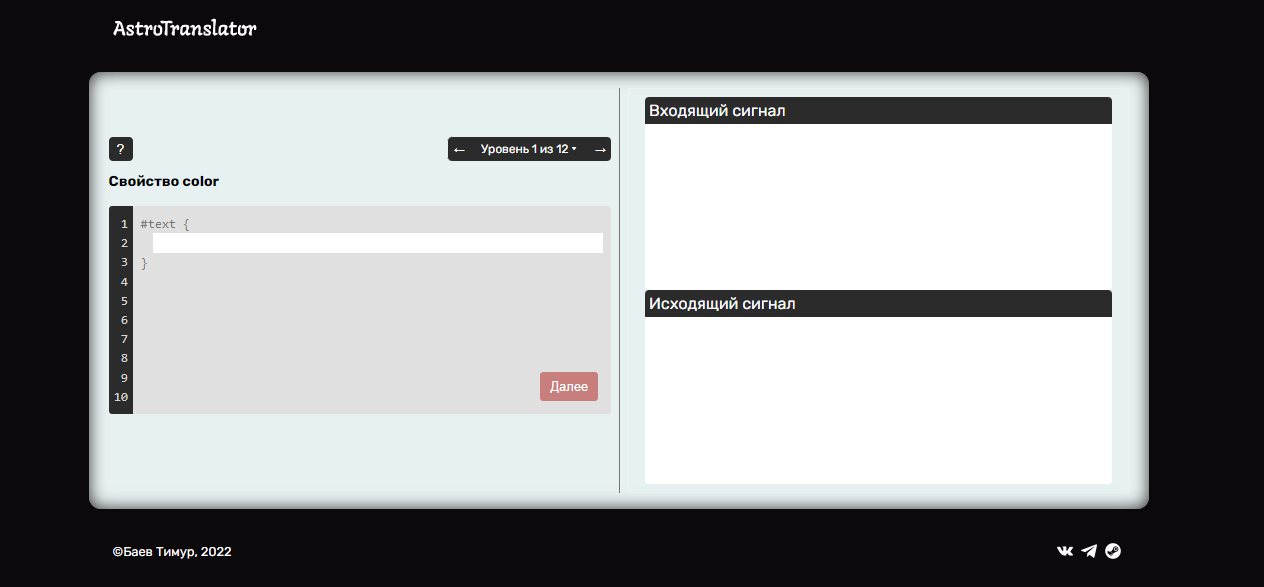 AstroTranslator
?
← Уровень 1 из 12 ▾ →
Свойство color
1 #text {
2
3 }
4
5
6
7
8
9
10
Далее
Входящий сигнал
Исходящий сигнал
©Баев Тимур, 2022